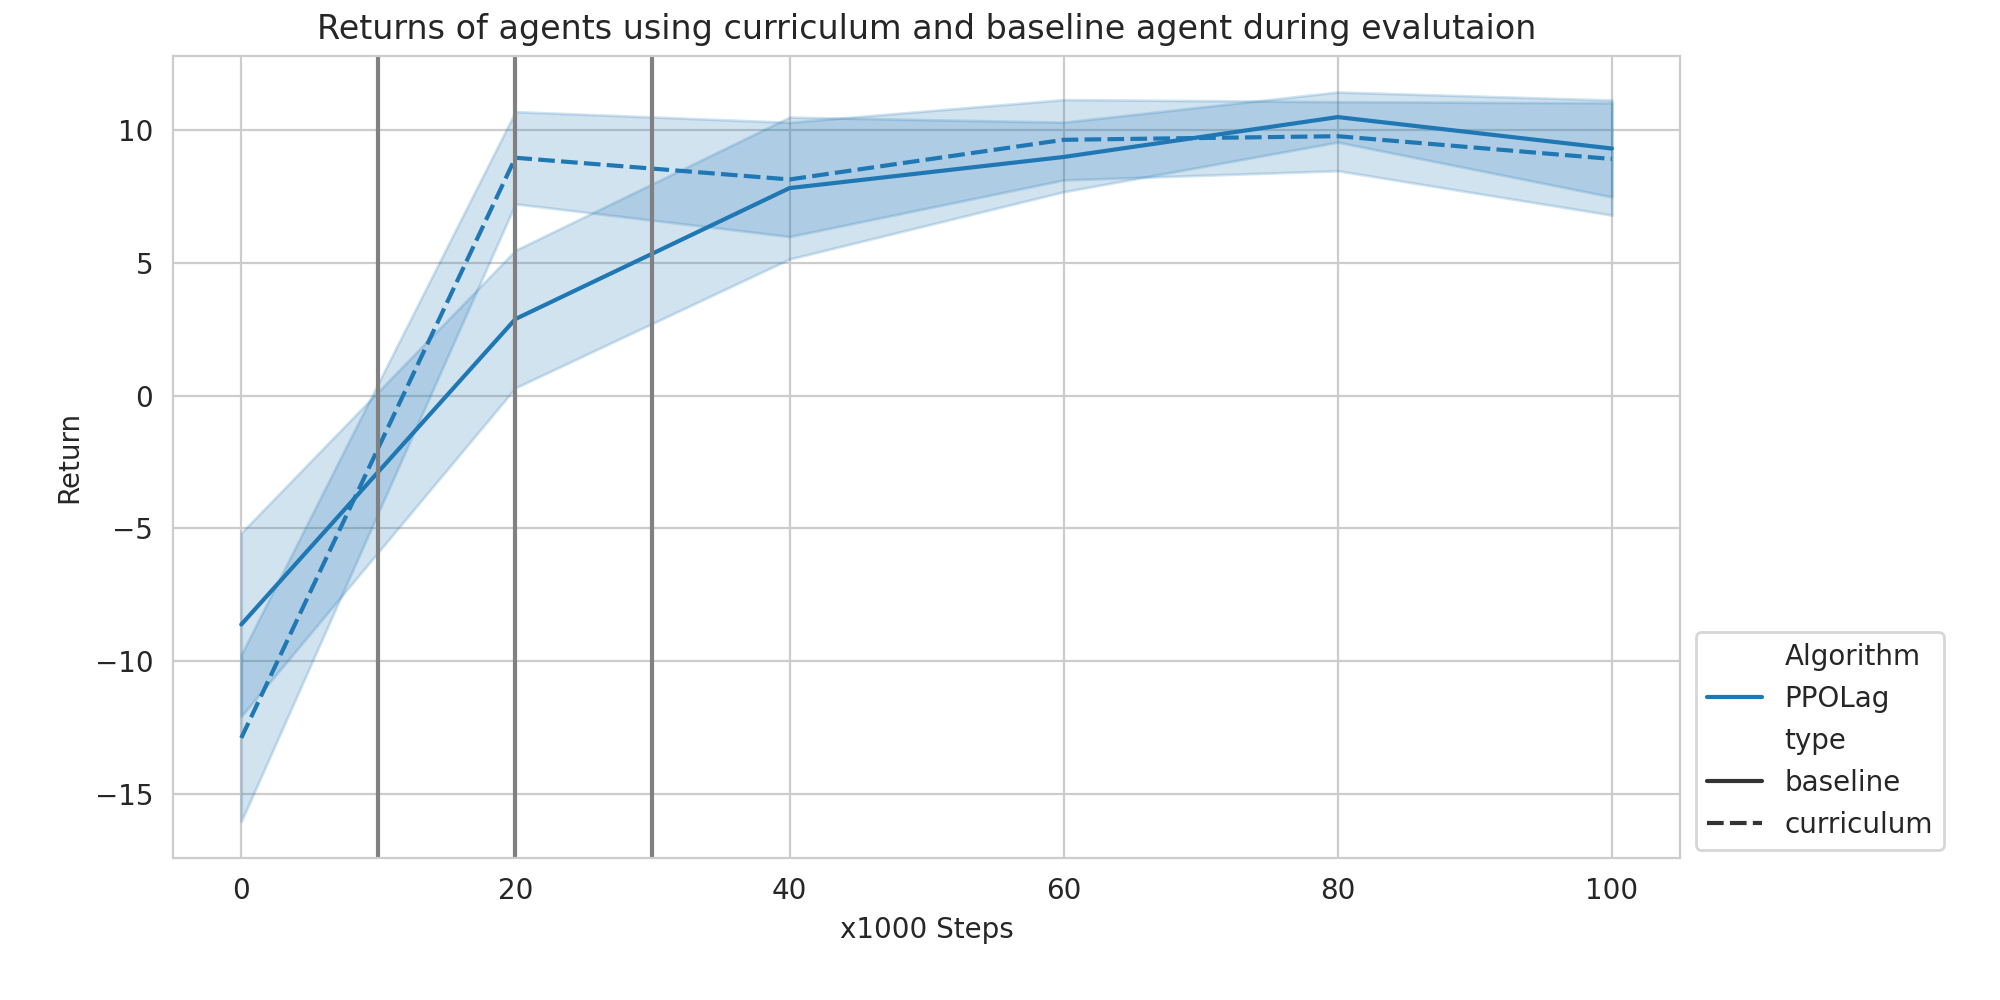 Returns of agents using curriculum and baseline agent during evalutaion
10
5
0
−5
−10
−15
Return
0 20 40 60 80 100
x1000 Steps
Algorithm
PPOLag
type
baseline
curriculum